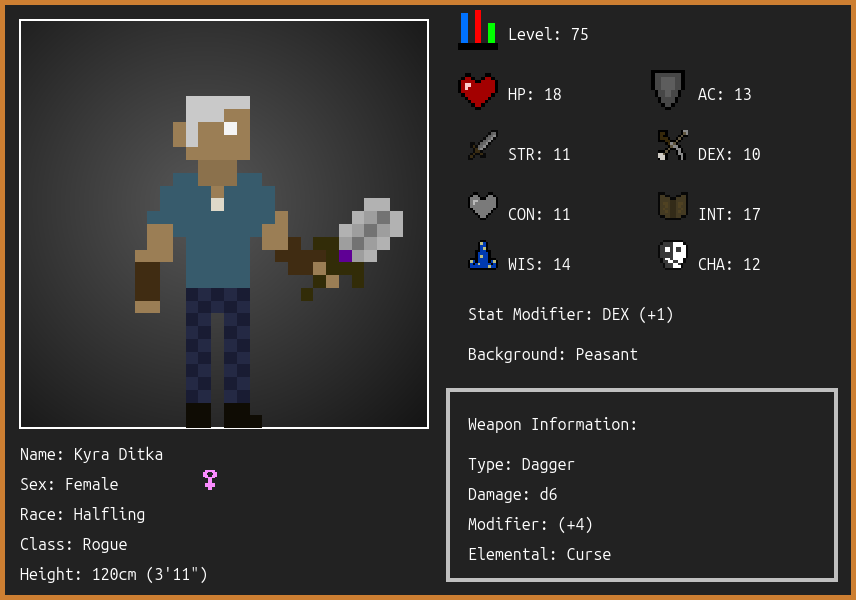 Level: 75
HP: 18
AC: 13
STR: 11
DEX: 10
CON: 11
INT: 17
WIS: 14
CHA: 12
Stat Modifier: DEX (+1)
Background: Peasant
Weapon Information:
Type: Dagger
Damage: d6
Modifier: (+4)
Elemental: Curse
Name: Kyra Ditka
Sex: Female
Race: Halfling
Class: Rogue
Height: 120cm (3'11")